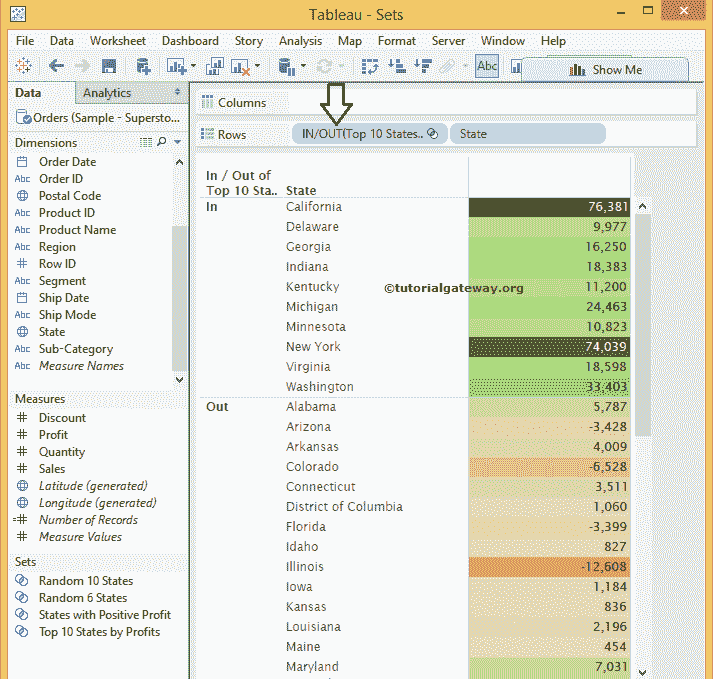 Tableau - Sets
File Data Worksheet Dashboard Story Analysis Map Format Server Window Help
Abc Show Me
Data Analytics
Orders (Sample - Supersto...
Dimensions
Order Date
Abc Order ID
Postal Code
Abc Product ID
Abc Product Name
Abc Region
# Row ID
Abc Segment
Ship Date
Abc Ship Mode
State
Abc Sub-Category
Abc Measure Names
Measures
# Discount
# Profit
# Quantity
# Sales
Latitude (generated)
Longitude (generated)
=# Number of Records
# Measure Values
Sets
Random 10 States
Random 6 States
States with Positive Profit
Top 10 States by Profits
Columns
Rows IN/OUT(Top 10 States.. State
In / Out of
Top 10 Sta.. State
In California 76,381
Delaware 9,977
Georgia 16,250
Indiana 18,383
Kentucky 11,200
©tutorialgateway.org
Michigan 24,463
Minnesota 10,823
New York 74,039
Virginia 18,598
Washington 33,403
Out Alabama 5,787
Arizona -3,428
Arkansas 4,009
Colorado -6,528
Connecticut 3,511
District of Columbia 1,060
Florida -3,399
Idaho 827
Illinois -12,608
Iowa 1,184
Kansas 836
Louisiana 2,196
Maine 454
Maryland 7,031